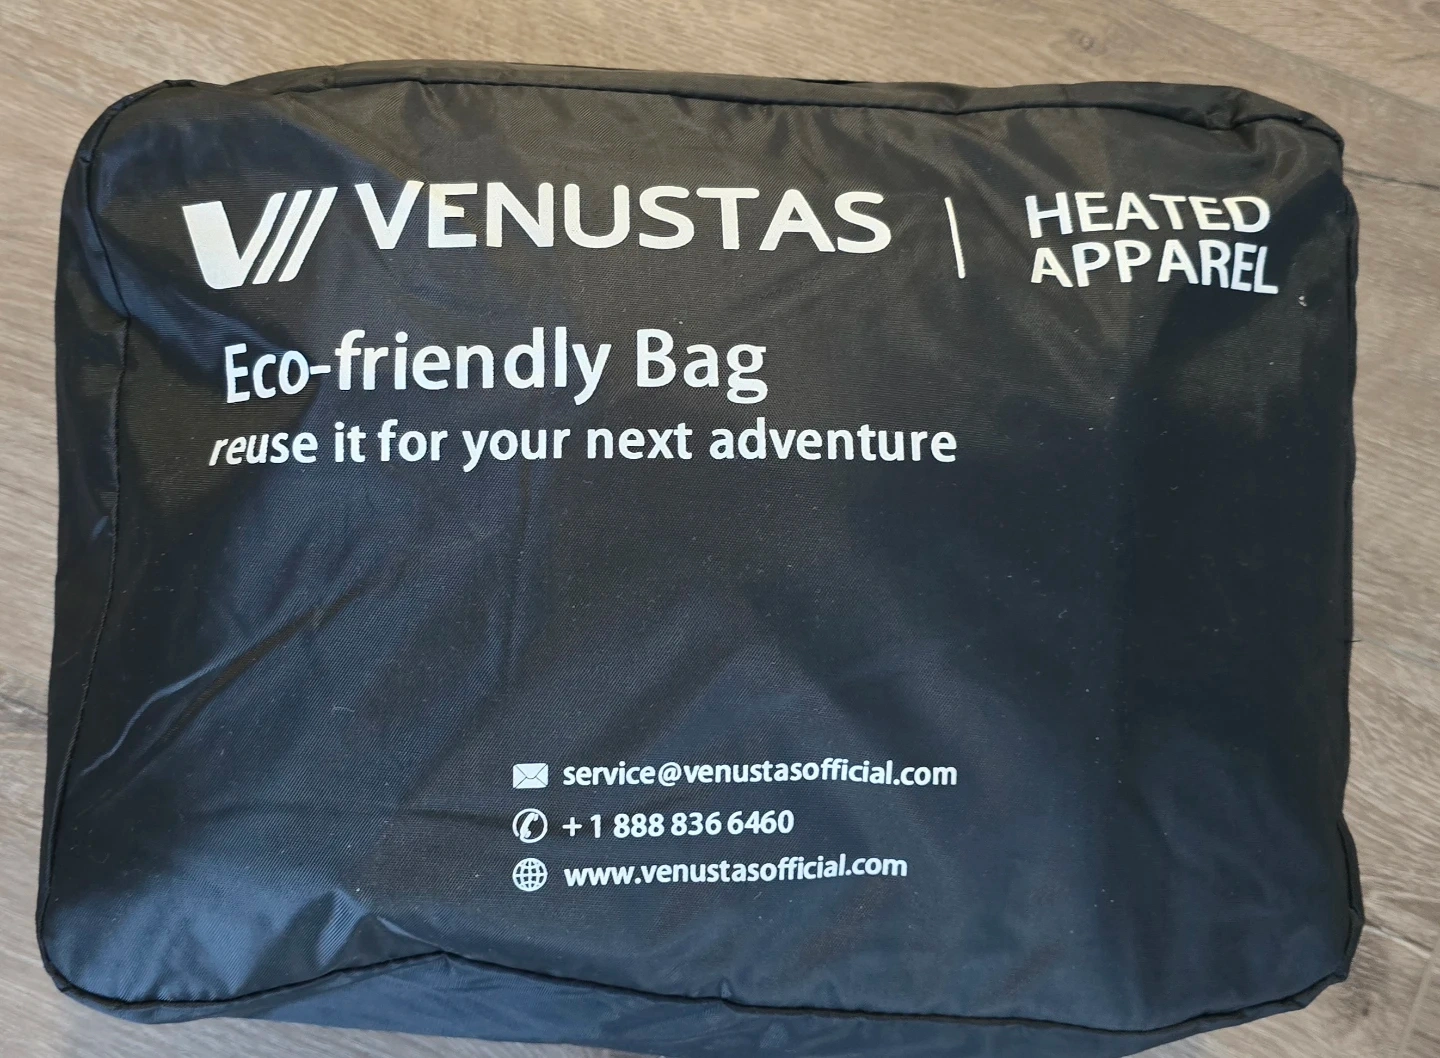 VENUSTAS | HEATED APPAREL
Eco-friendly Bag
reuse it for your next adventure
service@venustasofficial.com
+ 1 888 836 6460
www.venustasofficial.com